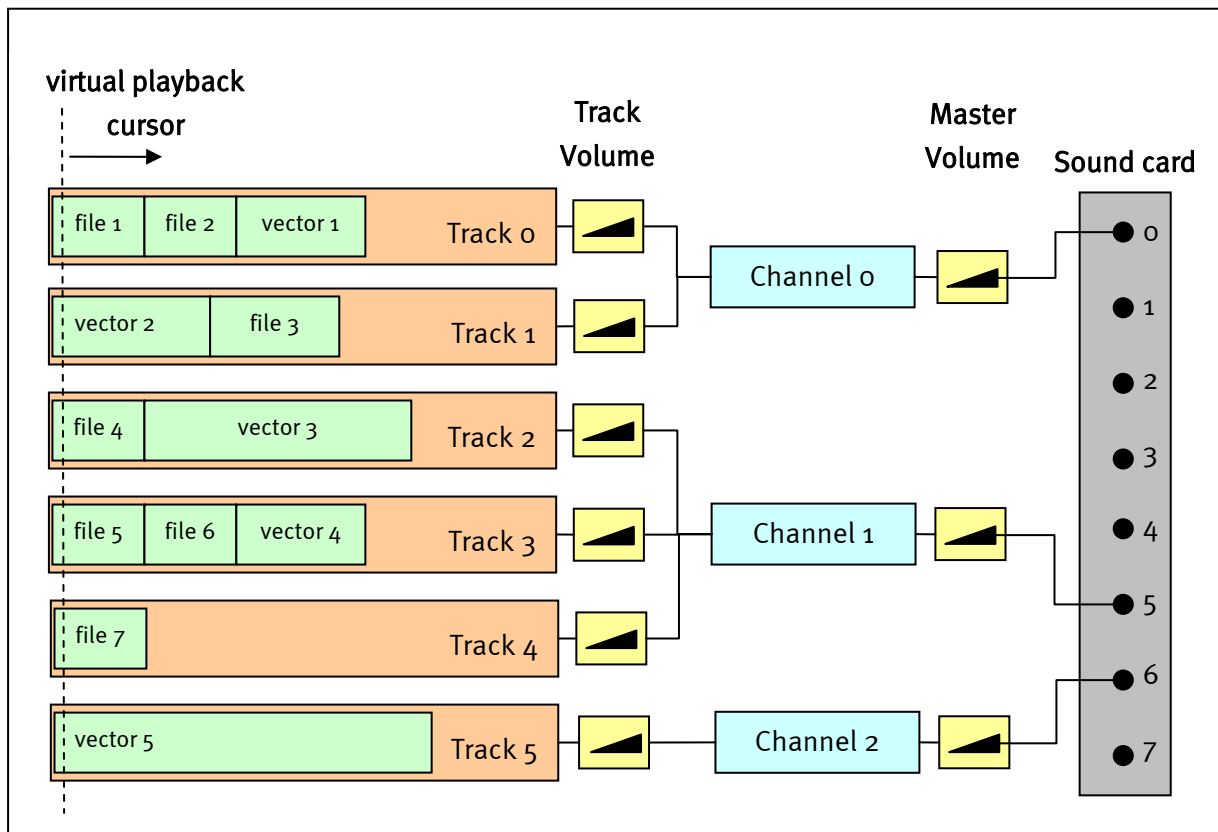 virtual playback
cursor
Track
Volume
Master
Volume
Sound card
file 1 file 2 vector 1 Track 0
vector 2 file 3 Track 1
file 4 vector 3 Track 2
file 5 file 6 vector 4 Track 3
file 7 Track 4
vector 5 Track 5
Channel 0
Channel 1
Channel 2
0
1
2
3
4
5
6
7